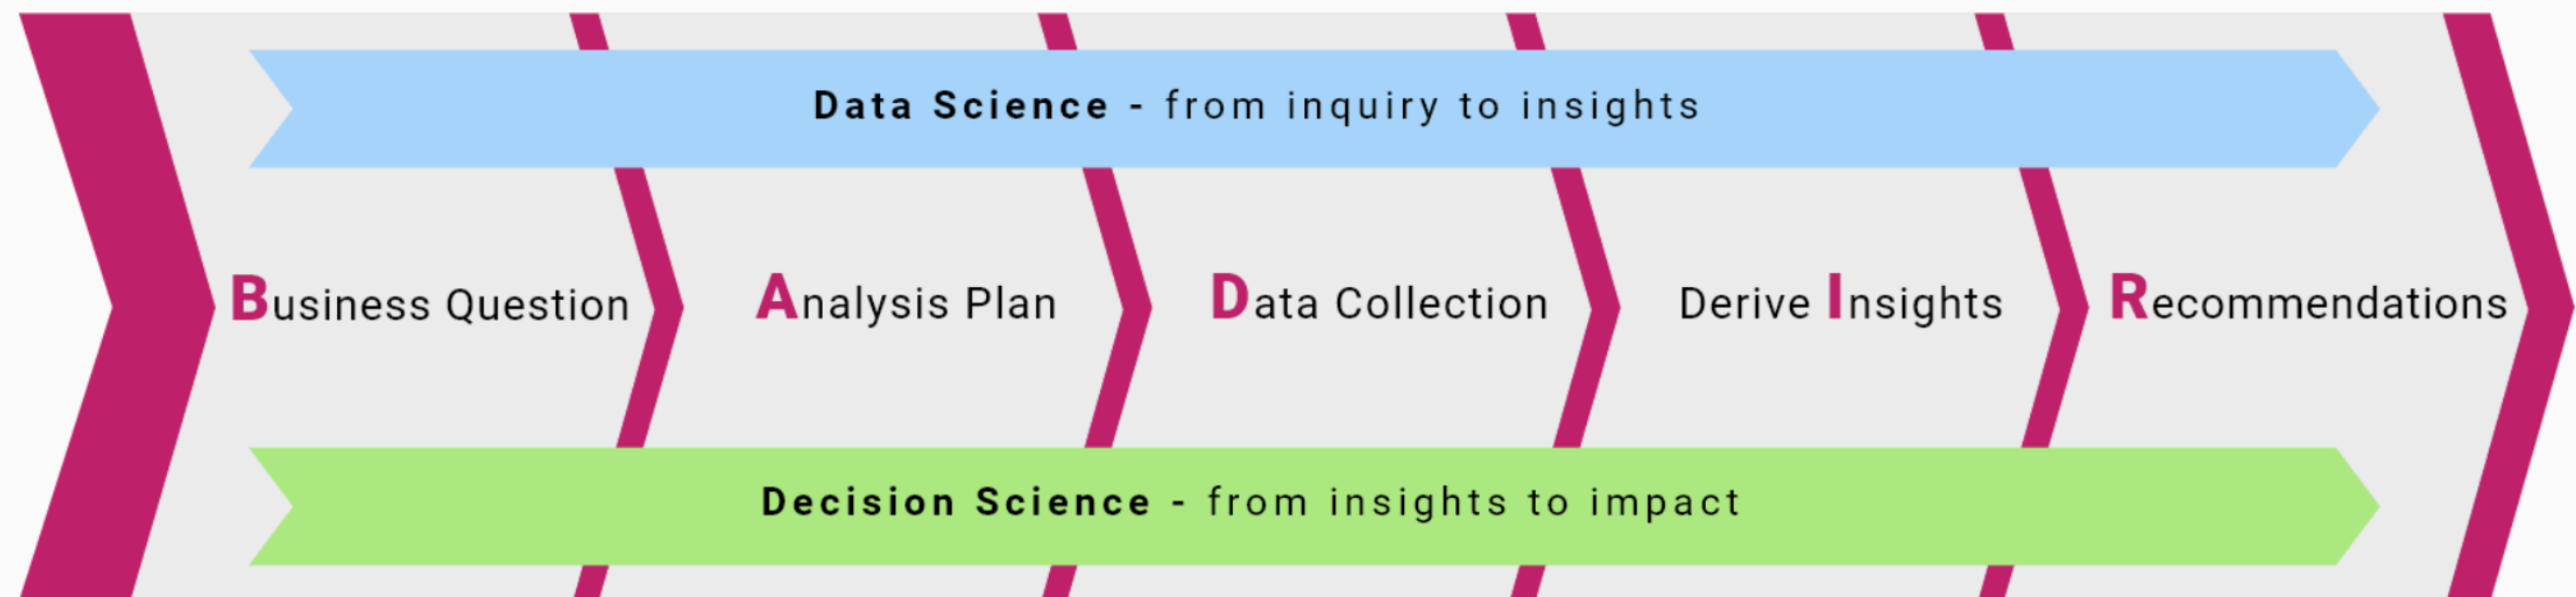 Data Science - from inquiry to insights
Business Question
Analysis Plan
Data Collection
Derive Insights
Recommendations
Decision Science - from insights to impact